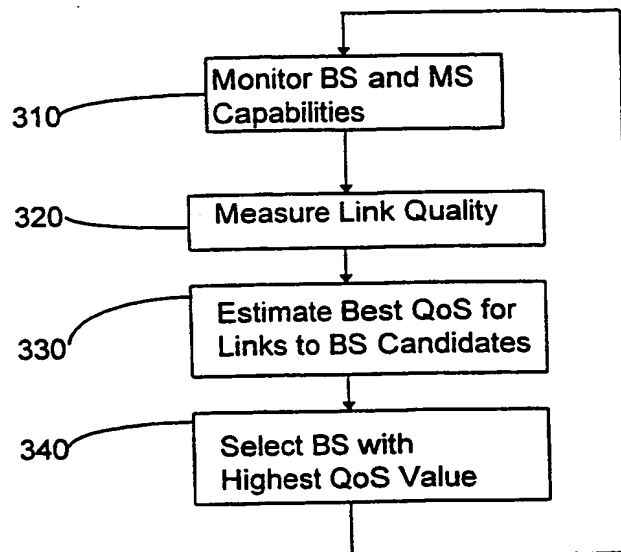 Monitor BS and MS
Capabilities
310
Measure Link Quality
320
Estimate Best QoS for
Links to BS Candidates
330
Select BS with
Highest QoS Value
340